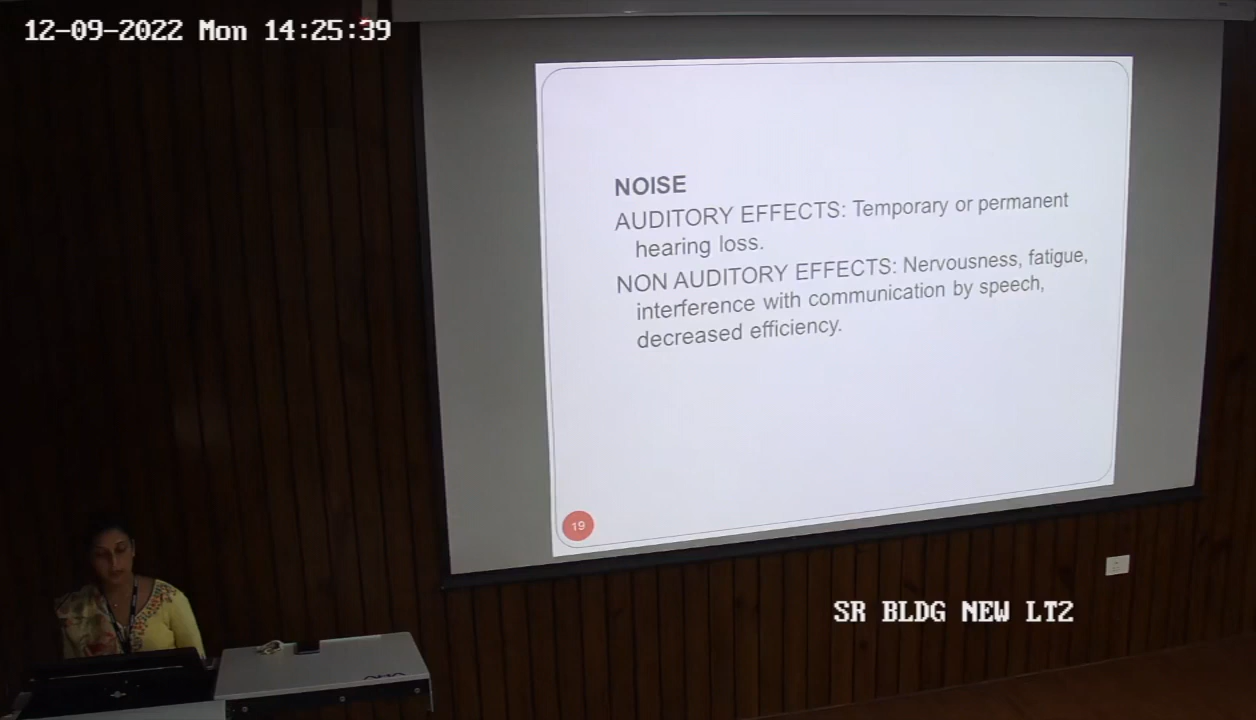 12-09-2022 Mon 14:25:39
NOISE
AUDITORY EFFECTS: Temporary or permanent
hearing loss.
NON AUDITORY EFFECTS: Nervousness, fatigue,
interference with communication by speech,
decreased efficiency.
19
SR BLDG NEW LT2